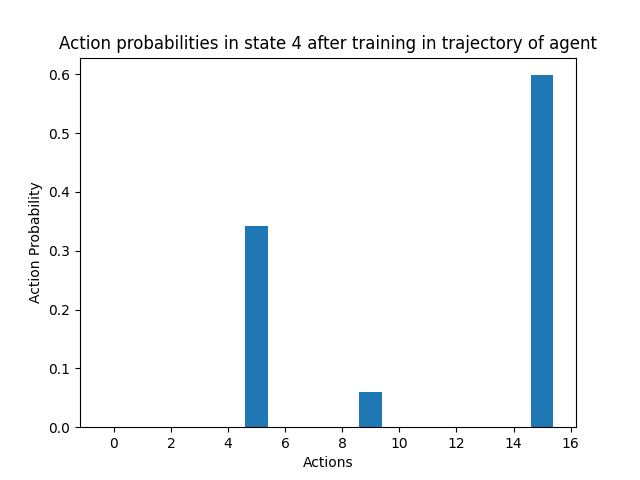 Action probabilities in state 4 after training in trajectory of agent
0.6
0.5
0.4
0.3
0.2
0.1
0.0
Action Probability
0 2 4 6 8 10 12 14 16
Actions